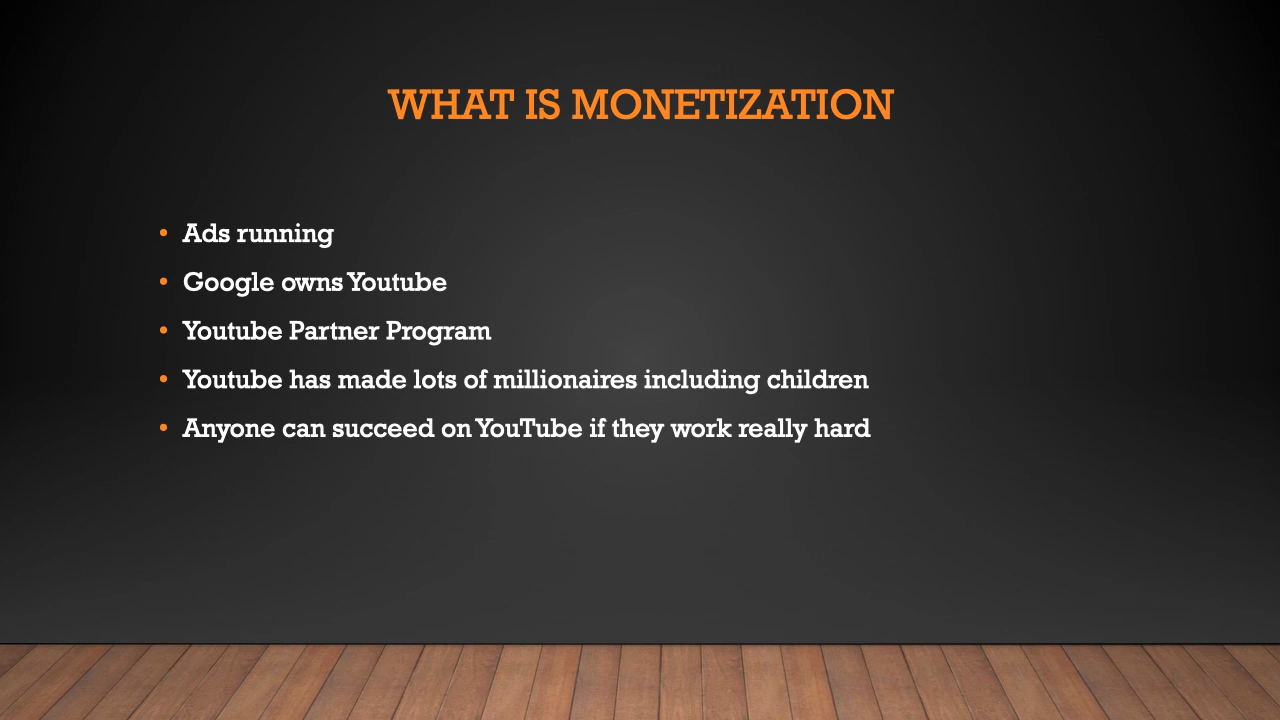 WHAT IS MONETIZATION
• Ads running
• Google owns Youtube
• Youtube Partner Program
• Youtube has made lots of millionaires including children
• Anyone can succeed on YouTube if they work really hard